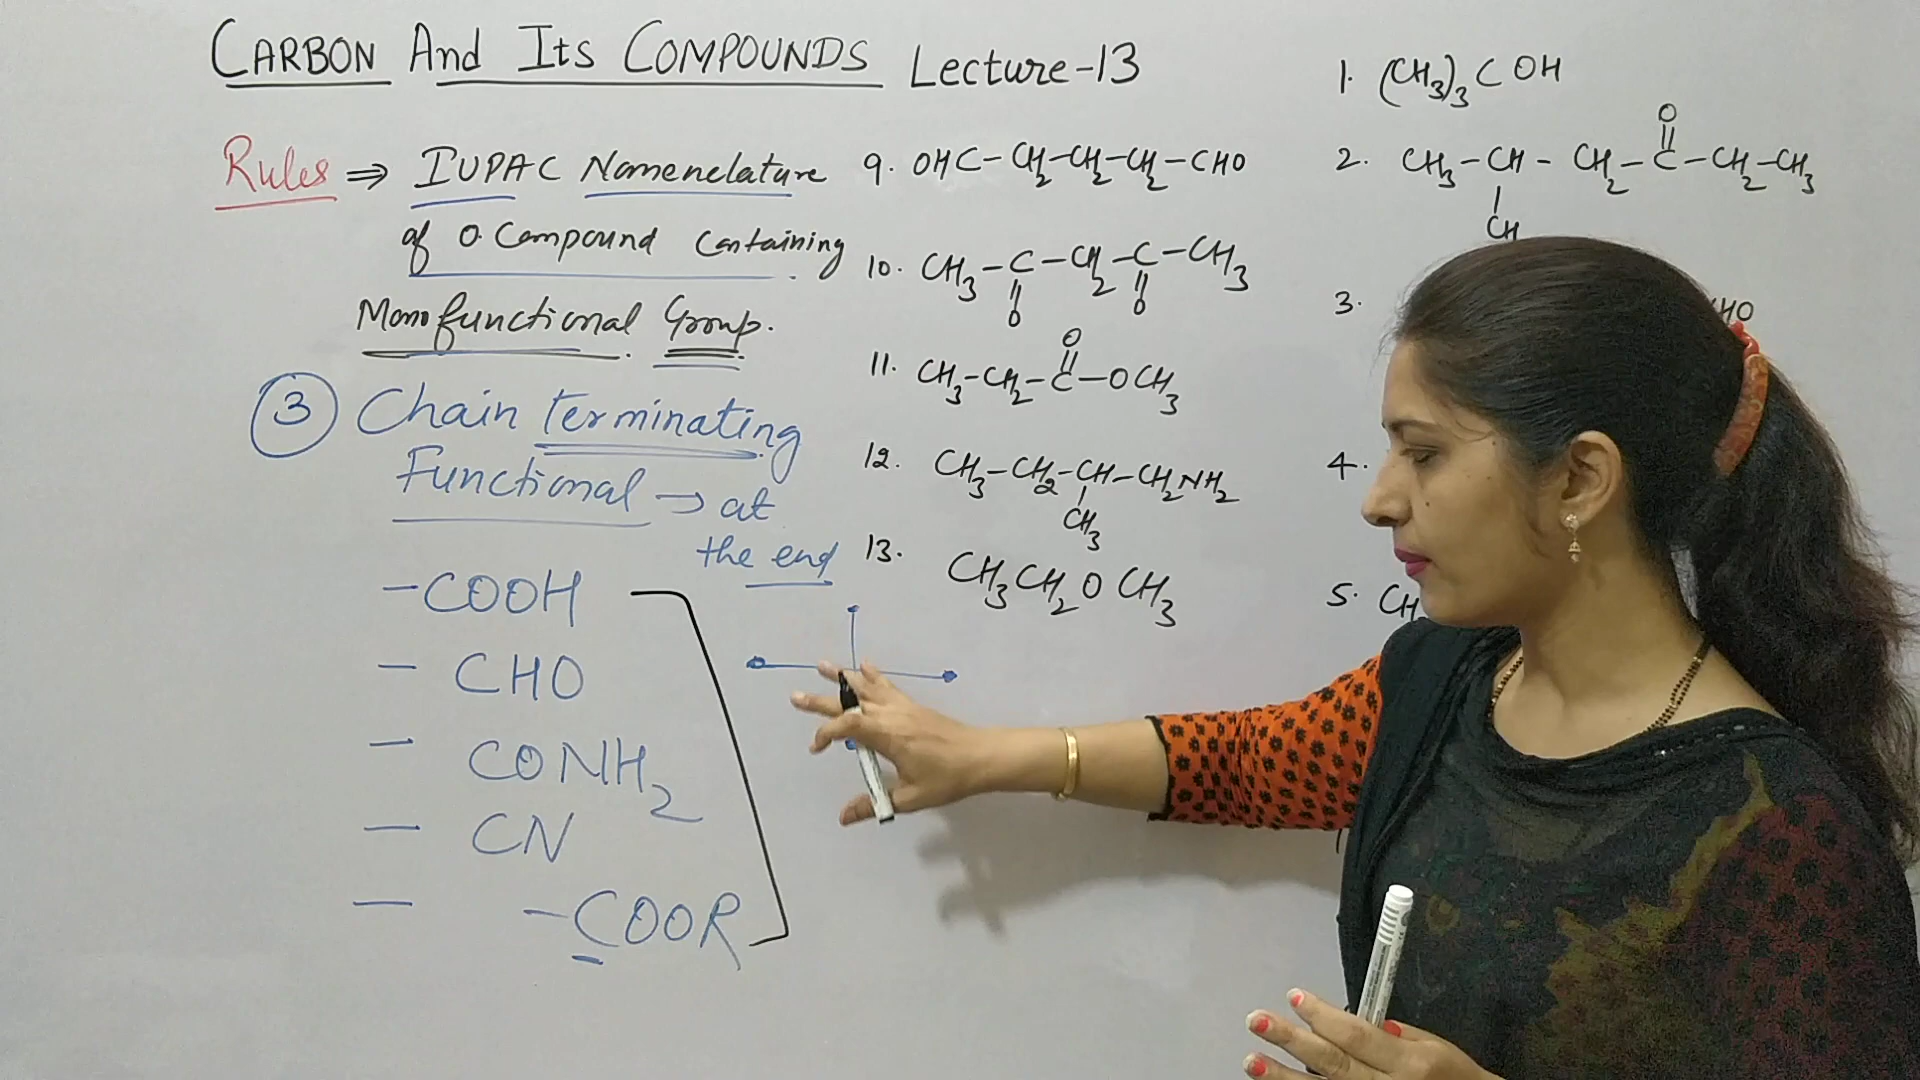 CARBON And Its COMPOUNDS Lecture-13
Rules ⇒ IUPAC Nomenclature
of a Compound Containing
Monofunctional Group.
③ Chain terminating
Functional → at
the end
-COOH
- CHO
- CONH₂
- CN
- -COOR
9. OHC-CH₂-CH₂-CH₂-CHO
10. CH₃-C-CH₂-C-CH₃
|| ||
O O
O
||
11. CH₃-CH₂-C-OCH₃
12. CH₃-CH₂-CH-CH₂NH₂
|
CH₃
13. CH₃CH₂OCH₃
1. (CH₃)₃COH
O
||
2. CH₃-CH-CH₂-C-CH₂-CH₃
|
CH
3. HO
4.
5. CH